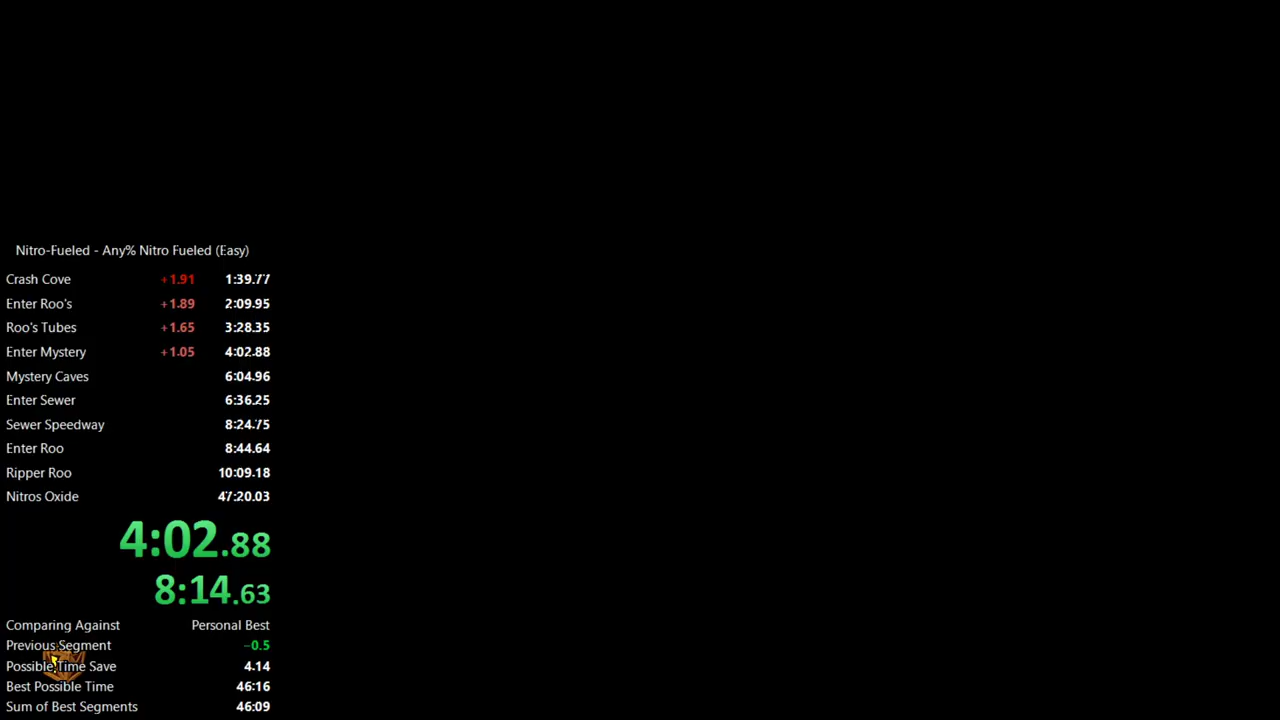 Nitro-Fueled - Any% Nitro Fueled (Easy)
Crash Cove +1.91 1:39.77
Enter Roo's +1.89 2:09.95
Roo's Tubes +1.65 3:28.35
Enter Mystery +1.05 4:02.88
Mystery Caves 6:04.96
Enter Sewer 6:36.25
Sewer Speedway 8:24.75
Enter Roo 8:44.64
Ripper Roo 10:09.18
Nitros Oxide 47:20.03
4:02.88
8:14.63
Comparing Against Personal Best
Previous Segment −0.5
Possible Time Save 4.14
Best Possible Time 46:16
Sum of Best Segments 46:09